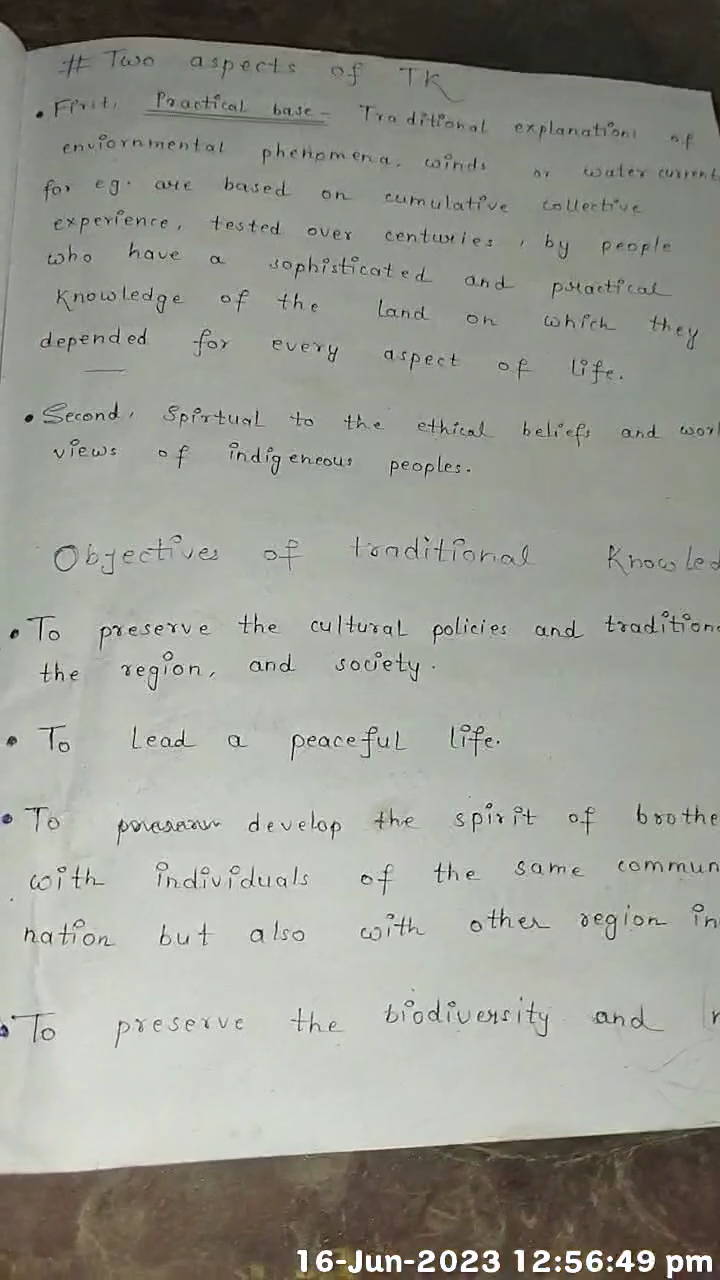 # Two aspects of TK
• First, Practical base - Traditional explanations of
enviornmental phenomena, winds or water current
for eg. are based on cumulative collective
experience, tested over centuries, by people
who have a sophisticated and practical
Knowledge of the land on which they
depended for every aspect of life.
• Second, Spirtual to the ethical beliefs and worl
views of indigeneous peoples.
Objectives of traditional Knowled
• To preserve the cultural policies and tradition
the region, and society.
• To Lead a peaceful life.
• To develop the spirit of brothe
with individuals of the same commun
nation but also with other region in
• To preserve the biodiversity and
16-Jun-2023 12:56:49 pm